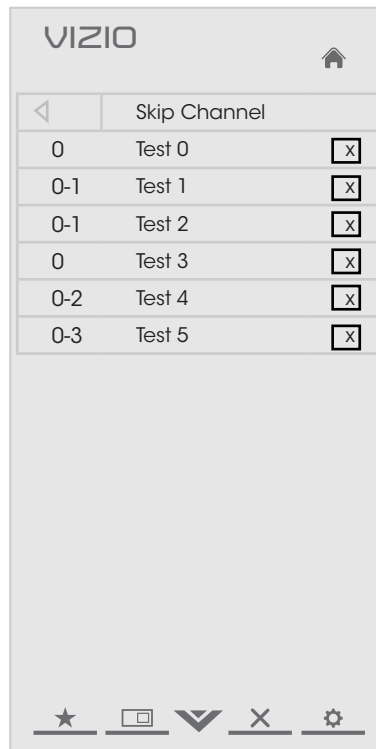 VIZIO
Skip Channel
0 Test 0 X
0-1 Test 1 X
0-1 Test 2 X
0 Test 3 X
0-2 Test 4 X
0-3 Test 5 X